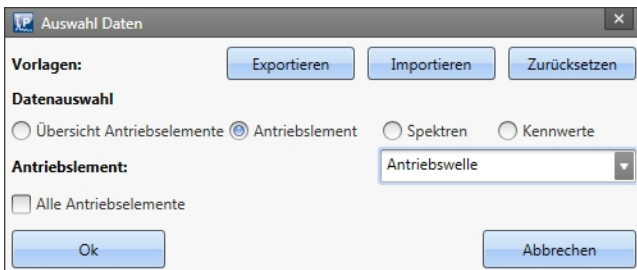 Auswahl Daten
Vorlagen: Exportieren Importieren Zurücksetzen
Datenauswahl
Übersicht Antriebselemente Antriebslement Spektren Kennwerte
Antriebslement: Antriebswelle
Alle Antriebselemente
Ok Abbrechen